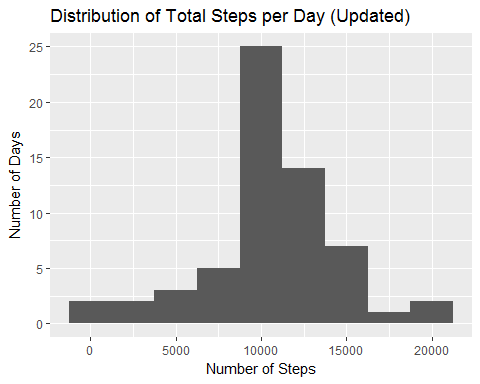 Distribution of Total Steps per Day (Updated)
Number of Days
25
20
15
10
5
0
0 5000 10000 15000 20000
Number of Steps